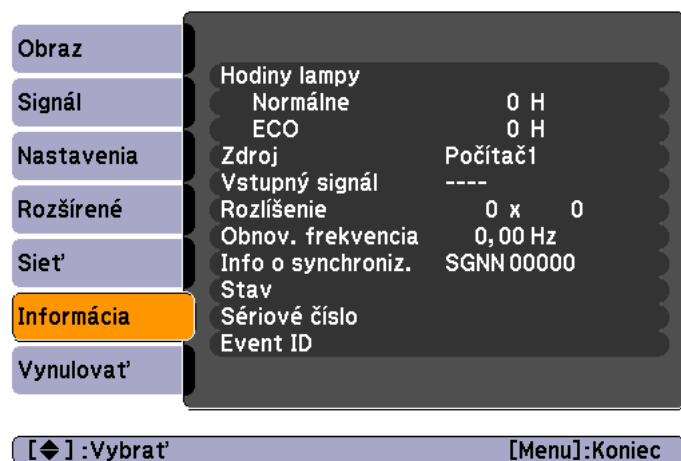 Obraz
Signál
Nastavenia
Rozšírené
Sieť
Informácia
Vynulovať
Hodiny lampy
Normálne 0 H
ECO 0 H
Zdroj Počítač1
Vstupný signál ----
Rozlíšenie 0 x 0
Obnov. frekvencia 0,00 Hz
Info o synchroniz. SGNN 00000
Stav
Sériové číslo
Event ID
[◆] :Vybrať [Menu]:Koniec